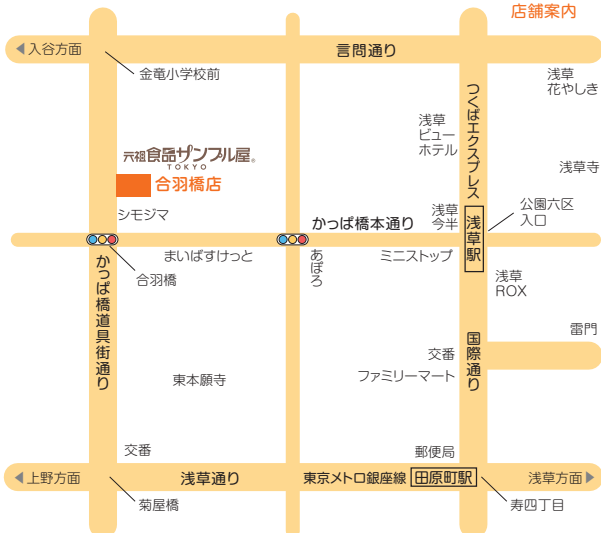 店舗案内
入谷方面
言問通り
金竜小学校前
浅草
花やしき
つくばエクスプレス
浅草
ビュー
ホテル
元祖食品サンプル屋®
TOKYO
合羽橋店
浅草寺
シモジマ
公園六区
入口
かっぱ橋本通り
浅草
今半
浅草駅
まいばすけっと
あぽろ
ミニストップ
合羽橋
浅草
ROX
かっぱ橋道具街通り
国際通り
雷門
交番
ファミリーマート
東本願寺
交番
郵便局
上野方面
浅草通り
東京メトロ銀座線
田原町駅
浅草方面
菊屋橋
寿四丁目